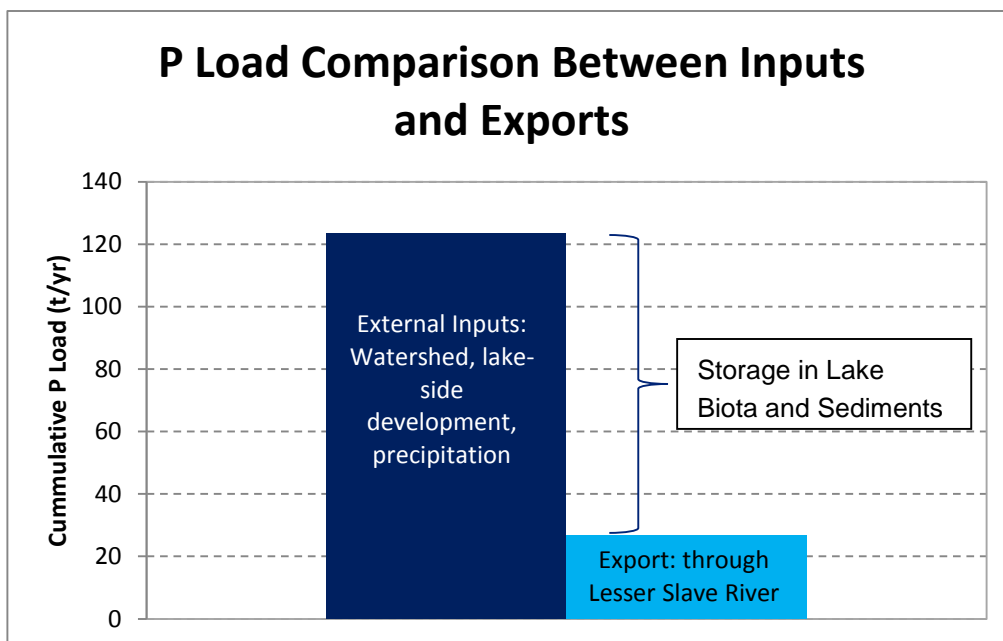 P Load Comparison Between Inputs
and Exports
Cummulative P Load (t/yr)
140
120
100
80
60
40
20
0
External Inputs:
Watershed, lake-
side
development,
precipitation
Storage in Lake
Biota and Sediments
Export: through
Lesser Slave River